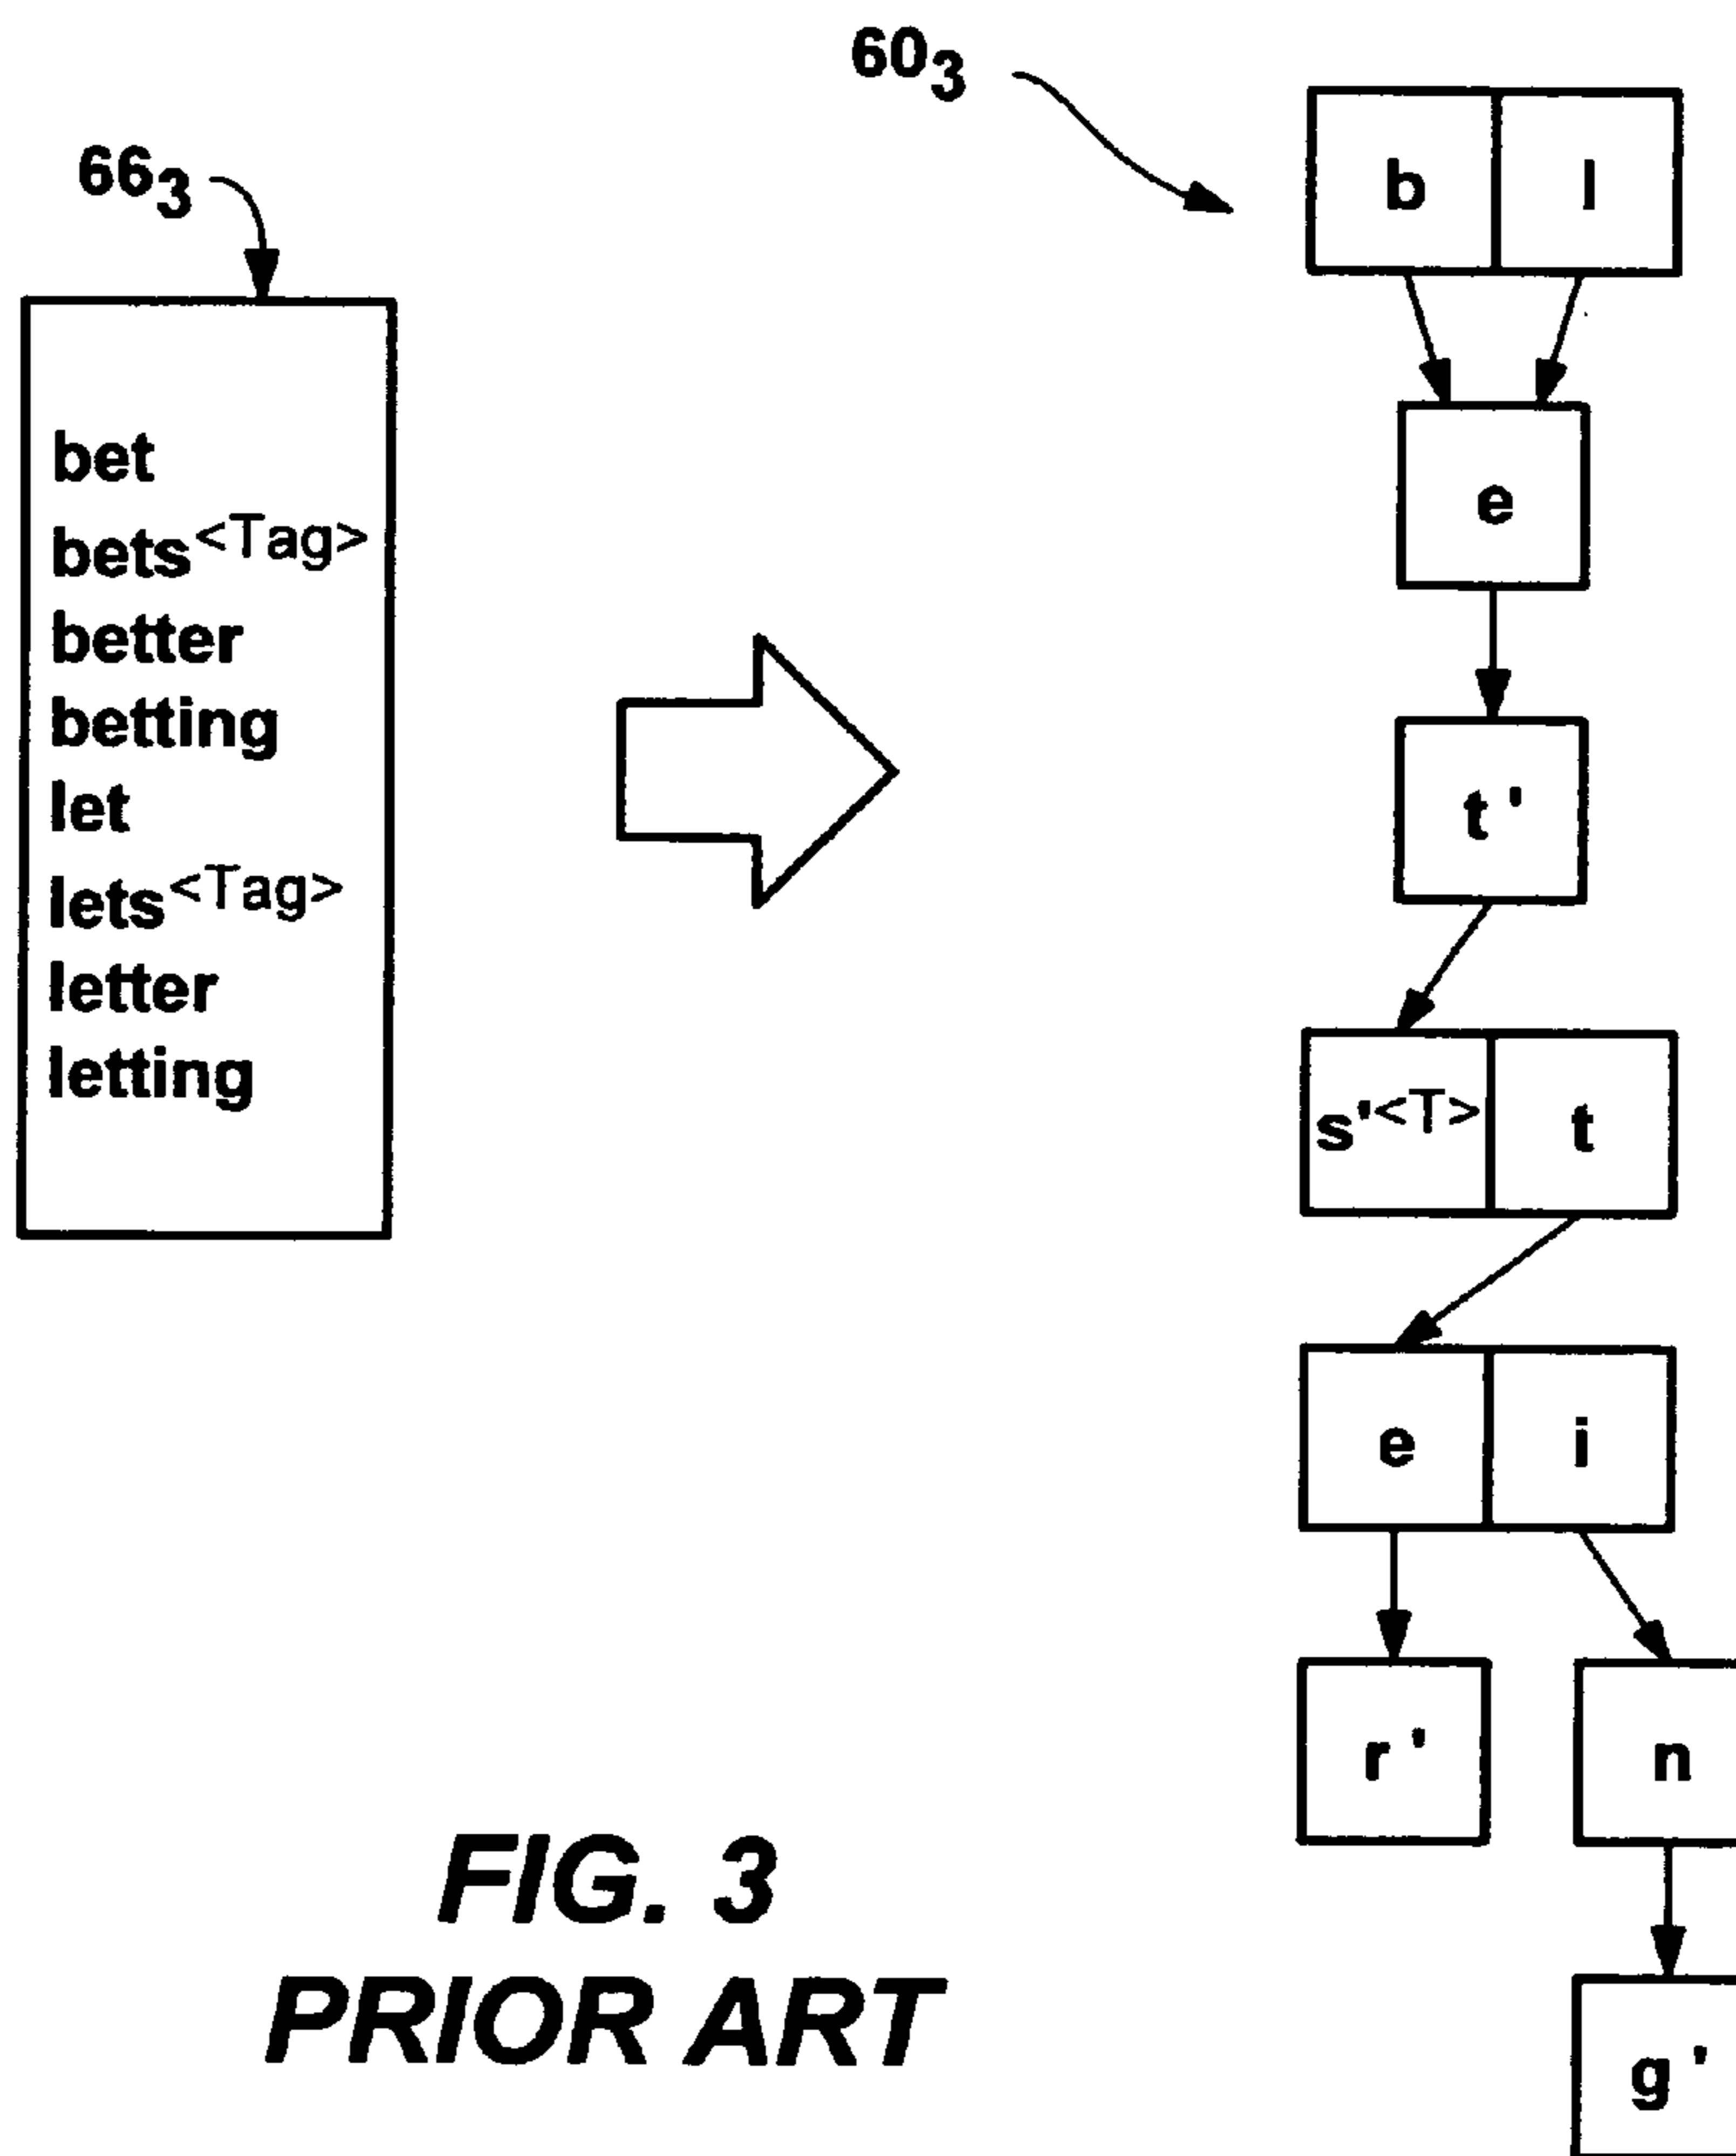 60₃
66₃
bet
bets<Tag>
better
betting
let
lets<Tag>
letter
letting
b l
e
t '
s'<T> t
e i
r ' n
g '
FIG. 3
PRIOR ART